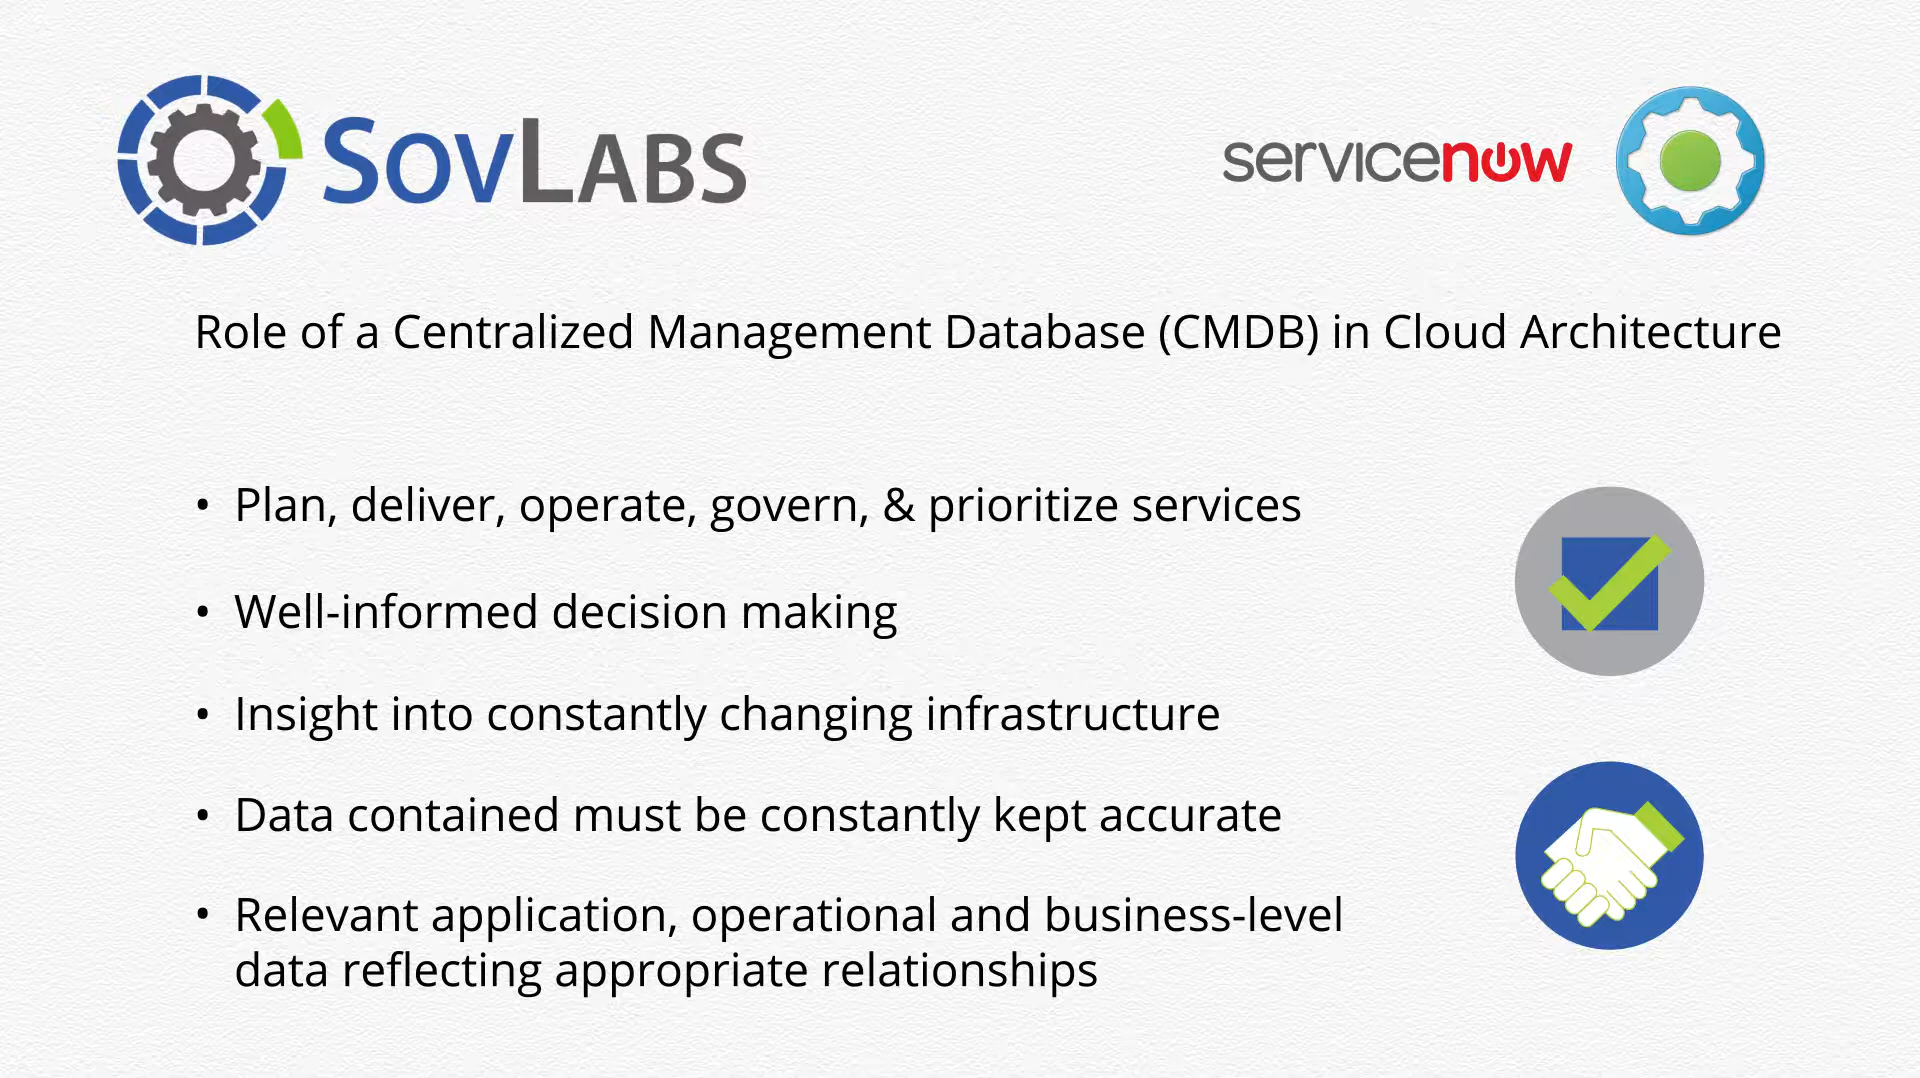 SOVLABS
servicenow
Role of a Centralized Management Database (CMDB) in Cloud Architecture
• Plan, deliver, operate, govern, & prioritize services
• Well-informed decision making
• Insight into constantly changing infrastructure
• Data contained must be constantly kept accurate
• Relevant application, operational and business-level
data reflecting appropriate relationships